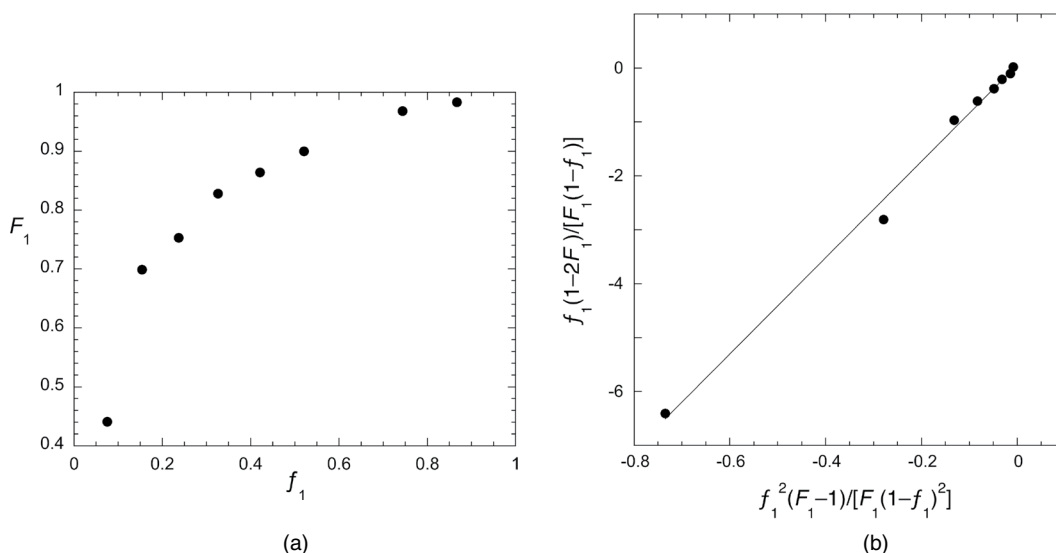 1
0.9
0.8
F₁
0.7
0.6
0.5
0.4
0 0.2 0.4 0.6 0.8 1
f₁
(a)
0
-2
-4
-6
f₁(1−2F₁)/[F₁(1−f₁)]
-0.8 -0.6 -0.4 -0.2 0
f₁²(F₁−1)/[F₁(1−f₁)²]
(b)